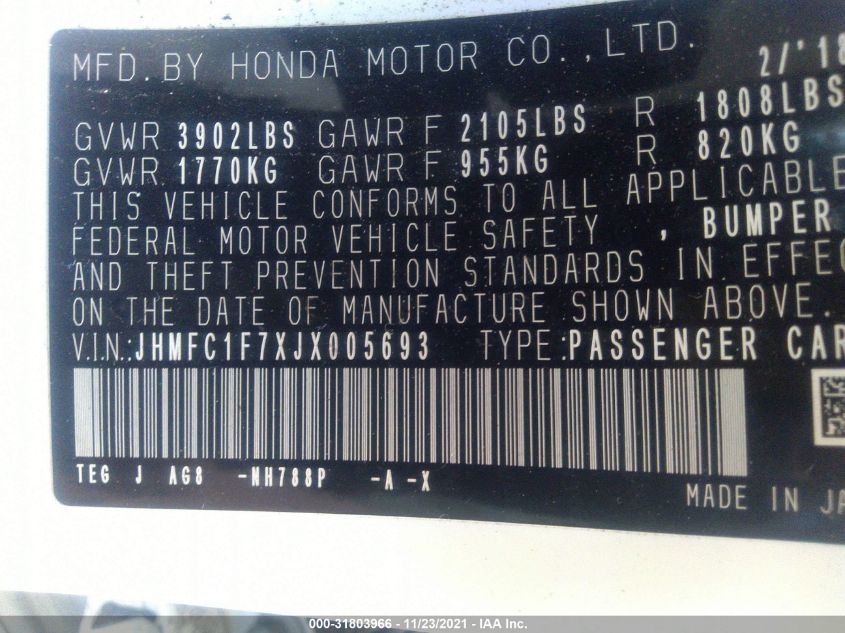 MFD. BY HONDA MOTOR CO., LTD. 2/'18
GVWR 3902LBS GAWR F 2105LBS R 1808LBS
GVWR 1770KG GAWR F 955KG R 820KG
THIS VEHICLE CONFORMS TO ALL APPLICABLE
FEDERAL MOTOR VEHICLE SAFETY , BUMPER
AND THEFT PREVENTION STANDARDS IN EFFEC
ON THE DATE OF MANUFACTURE SHOWN ABOVE.
V.I.N.: JHMFC1F7XJX005693 TYPE: PASSENGER CAR
TEG J AG8 -NH788P -A -X
MADE IN JA
000-31803966 — 11/23/2021 — IAA Inc.